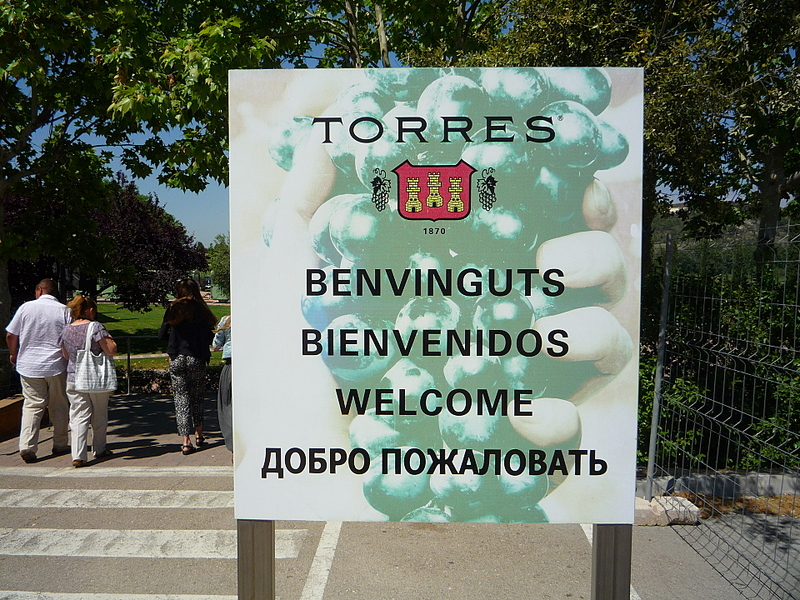 TORRES®
1870
BENVINGUTS
BIENVENIDOS
WELCOME
ДОБРО ПОЖАЛОВАТЬ